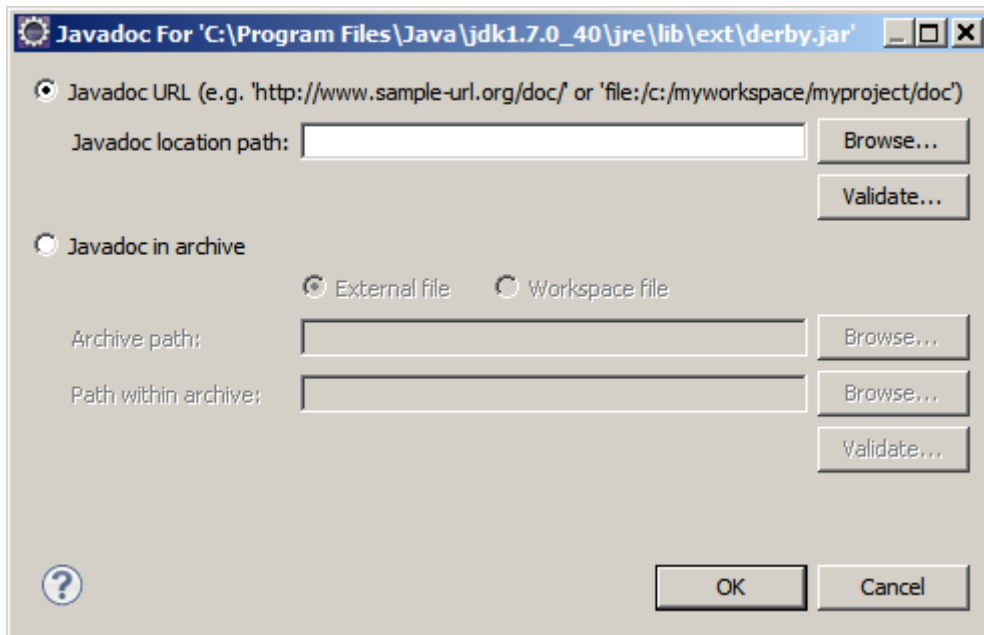 Javadoc For 'C:\Program Files\Java\jdk1.7.0_40\jre\lib\ext\derby.jar'
Javadoc URL (e.g. 'http://www.sample-url.org/doc/' or 'file:/c:/myworkspace/myproject/doc')
Javadoc location path: Browse...
Validate...
Javadoc in archive
External file Workspace file
Archive path: Browse...
Path within archive: Browse...
Validate...
? OK Cancel